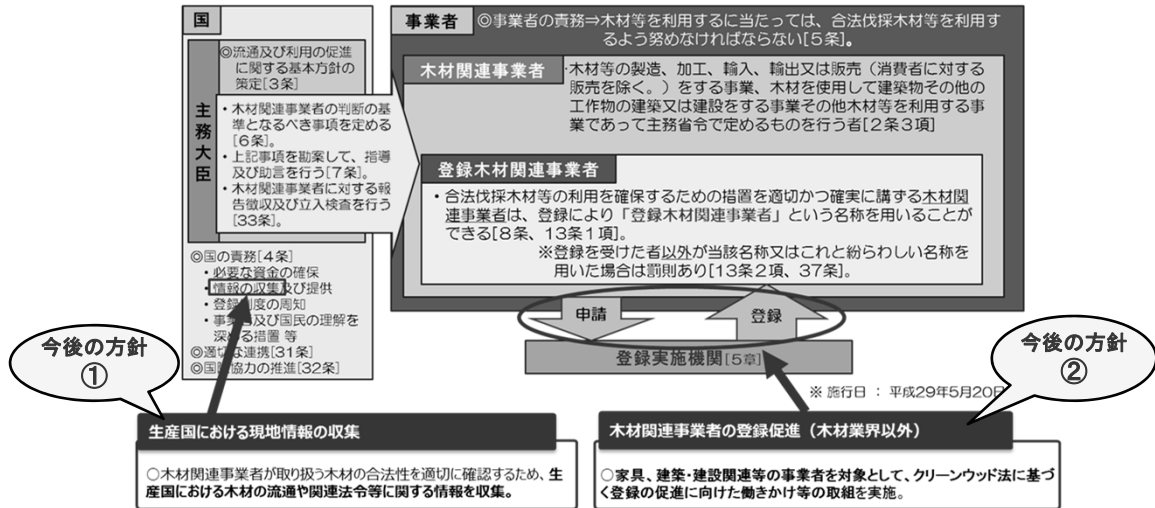 国
主務大臣
◎流通及び利用の促進
に関する基本方針の
策定[3条]
・木材関連事業者の判断の基
準となるべき事項を定める
[6条]。
・上記事項を勘案して、指導
及び助言を行う[7条]。
・木材関連事業者に対する報
告徴収及び立入検査を行う
[33条]。
◎国の責務[4条]
・必要な資金の確保
・情報の収集及び提供
・登録制度の周知
・事業者及び国民の理解を
深める措置 等
◎適切な連携[31条]
◎国際協力の推進[32条]
事業者
◎事業者の責務⇒木材等を利用するに当たっては、合法伐採木材等を利用す
るよう努めなければならない[5条]。
木材関連事業者
・木材等の製造、加工、輸入、輸出又は販売（消費者に対する
販売を除く。）をする事業、木材を使用して建築物その他の
工作物の建築又は建設をする事業その他木材等を利用する事
業であって主務省令で定めるものを行う者[2条3項]
登録木材関連事業者
・合法伐採木材等の利用を確保するための措置を適切かつ確実に講ずる木材関
連事業者は、登録により「登録木材関連事業者」という名称を用いることが
できる[8条、13条1項]。
※登録を受けた者以外が当該名称又はこれと紛らわしい名称を
用いた場合は罰則あり[13条2項、37条]。
申請
登録
登録実施機関[5章]
※ 施行日 ： 平成29年5月20日
今後の方針
①
生産国における現地情報の収集
○木材関連事業者が取り扱う木材の合法性を適切に確認するため、生
産国における木材の流通や関連法令等に関する情報を収集。
今後の方針
②
木材関連事業者の登録促進（木材業界以外）
○家具、建築・建設関連等の事業者を対象として、クリーンウッド法に基づ
く登録の促進に向けた働きかけ等の取組を実施。